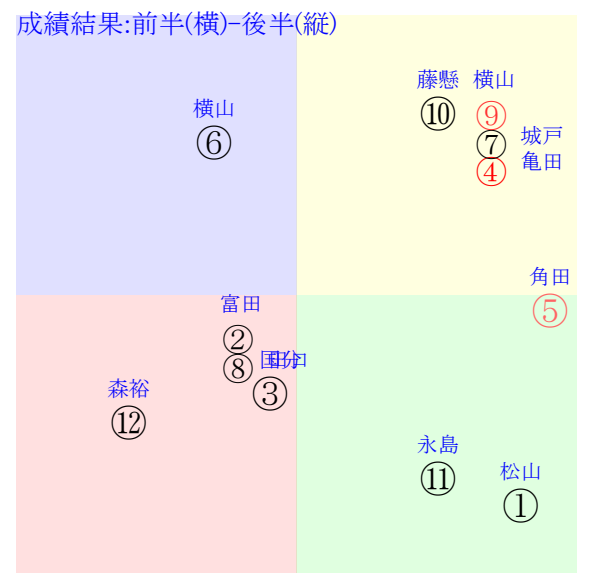 成績結果:前半(横)-後半(縦)
藤懸 横山
横山 ⑩ ⑨
⑥ ⑦ 城戸
④ 亀田
角田
富田 ⑤
②
⑧
森裕 ③
⑫
永島
⑪ 松山
①